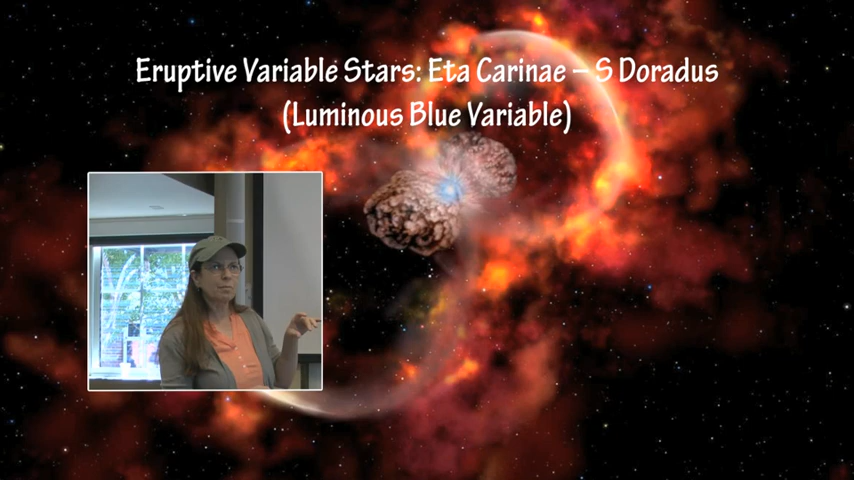 Eruptive Variable Stars: Eta Carinae – S Doradus
(Luminous Blue Variable)